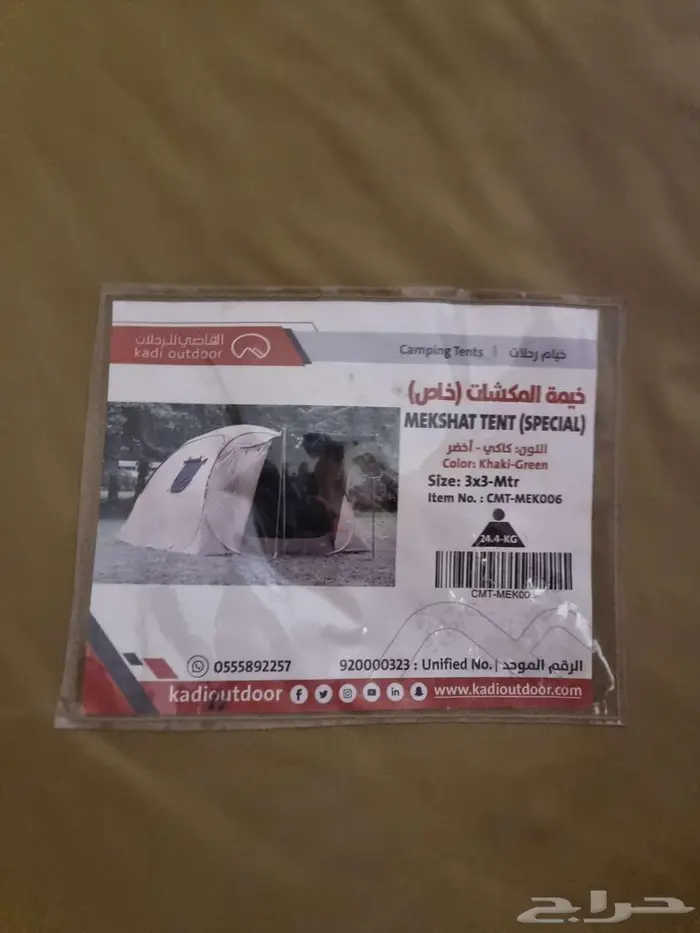 القاضي للرحلات
kadi outdoor
Camping Tents | خيام رحلات
خيمة المكشات (خاص)
MEKSHAT TENT (SPECIAL)
اللون: كاكي - أخضر
Color: Khaki-Green
Size: 3x3-Mtr
Item No. : CMT-MEK006
24.4-KG
CMT-MEK006
0555892257
920000323 : Unified No. | الرقم الموحد
kadioutdoor
www.kadioutdoor.com
حراج